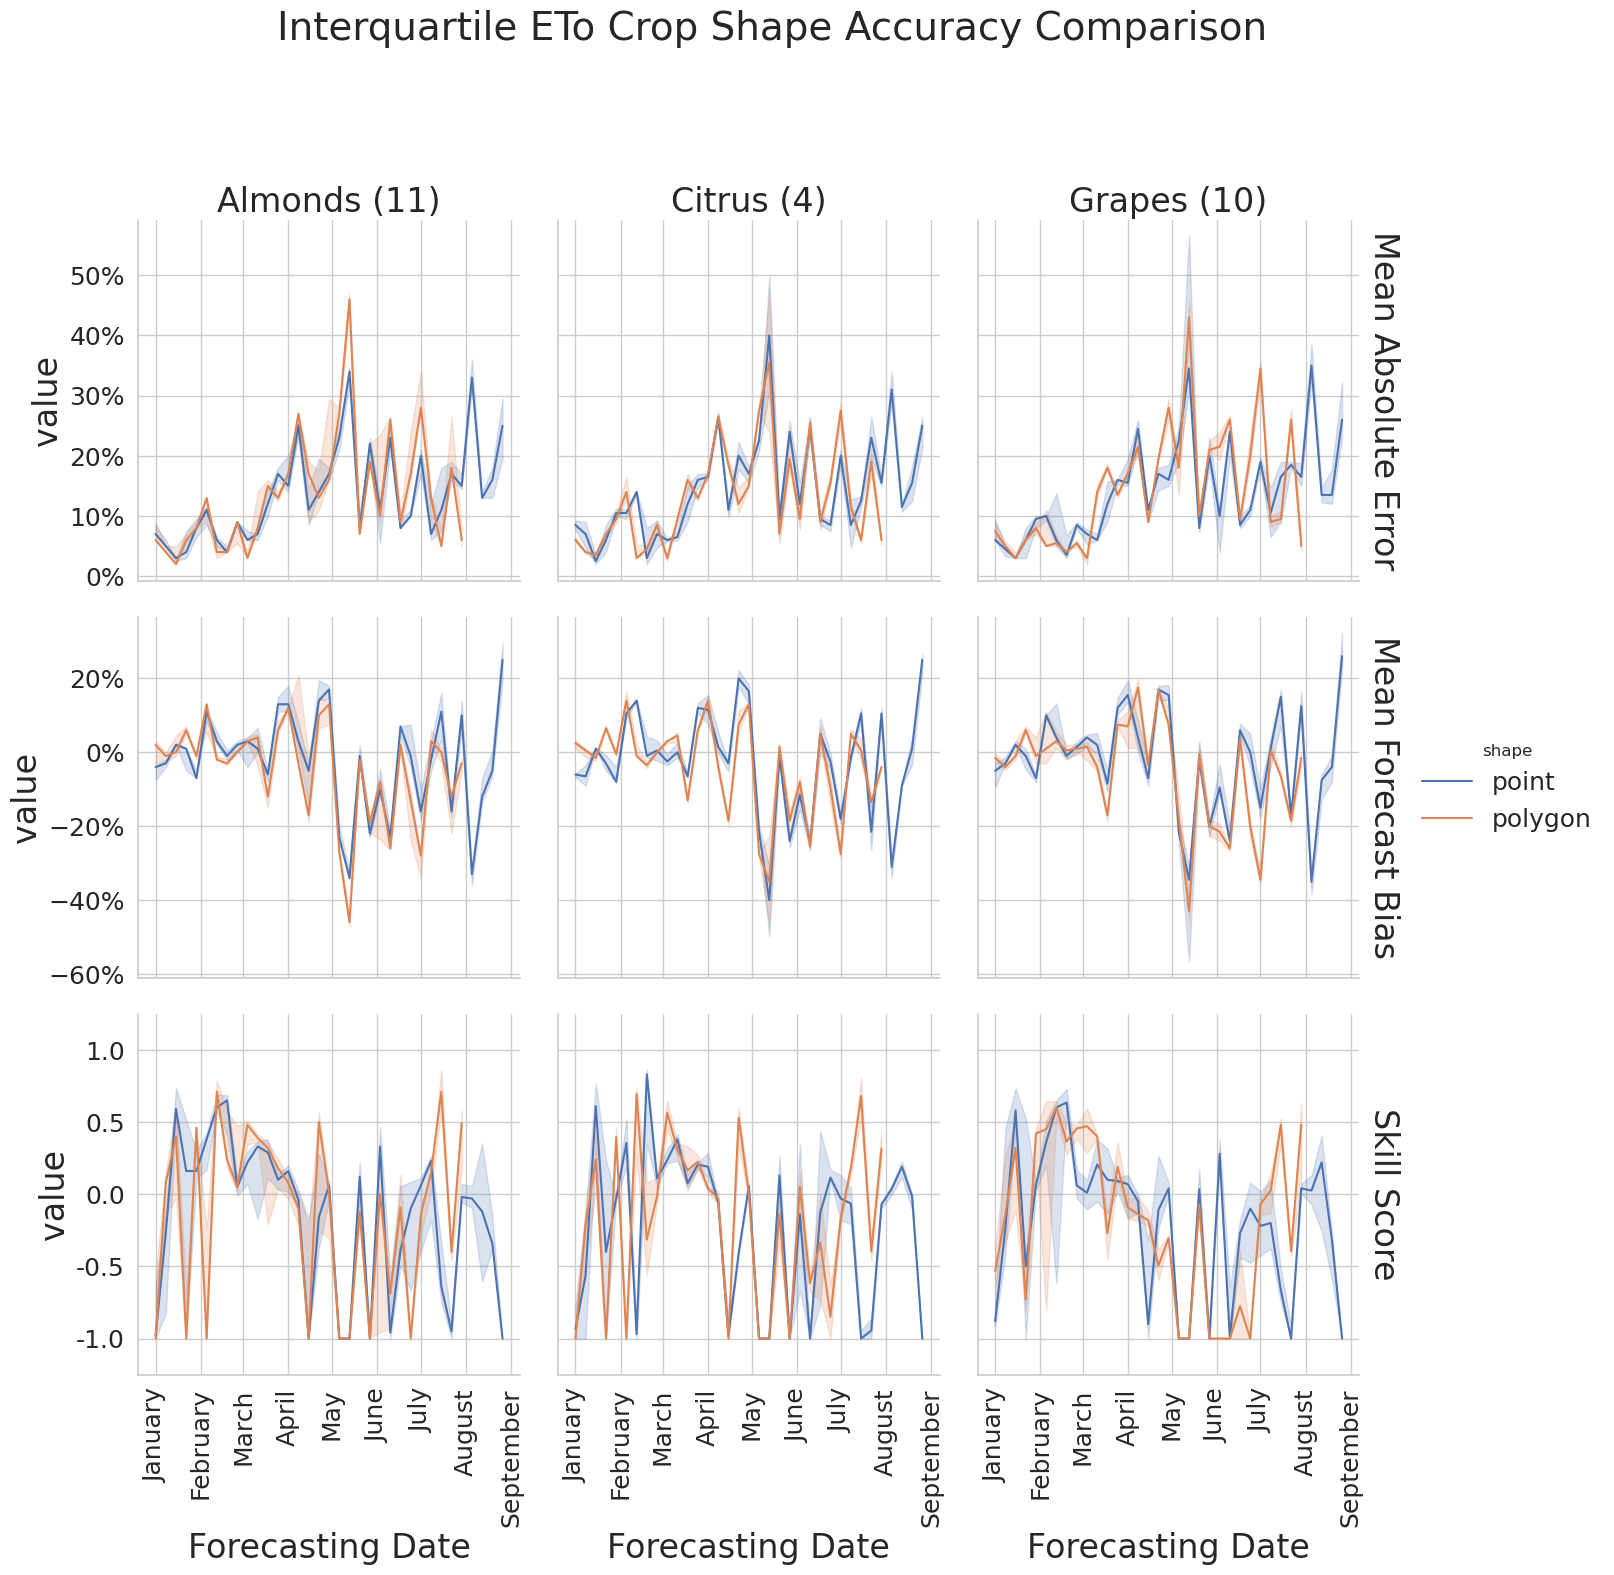 Interquartile ETo Crop Shape Accuracy Comparison
Almonds (11)
Citrus (4)
Grapes (10)
value
50%
40%
30%
20%
10%
0%
Mean Absolute Error
value
20%
0%
−20%
−40%
−60%
Mean Forecast Bias
shape
point
polygon
value
1.0
0.5
0.0
-0.5
-1.0
Skill Score
January
February
March
April
May
June
July
August
September
January
February
March
April
May
June
July
August
September
January
February
March
April
May
June
July
August
September
Forecasting Date
Forecasting Date
Forecasting Date